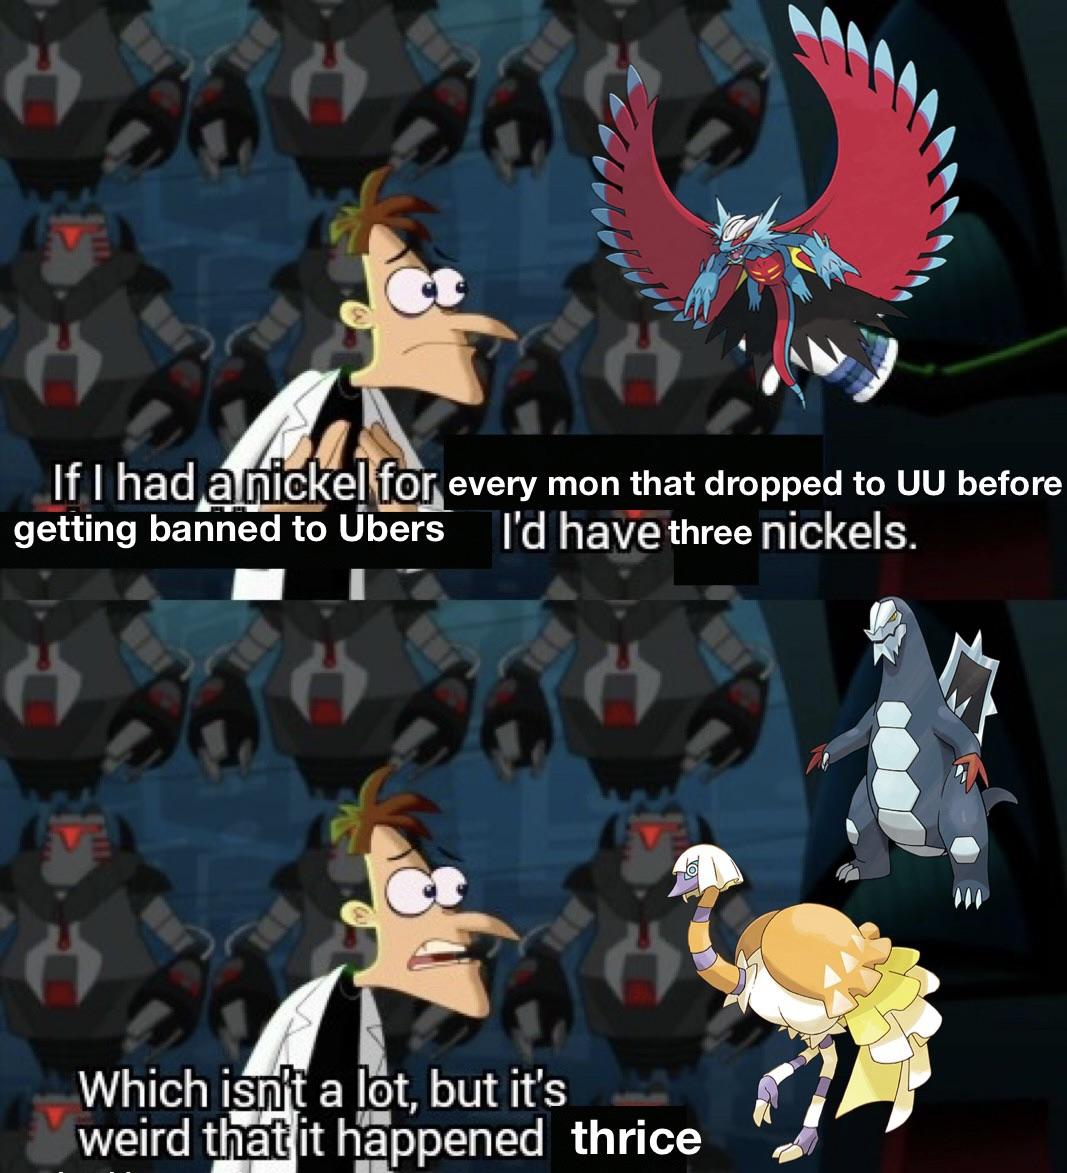 If I had a nickel for every mon that dropped to UU before
getting banned to Ubers I'd have three nickels.
Which isn't a lot, but it's
weird that it happened thrice